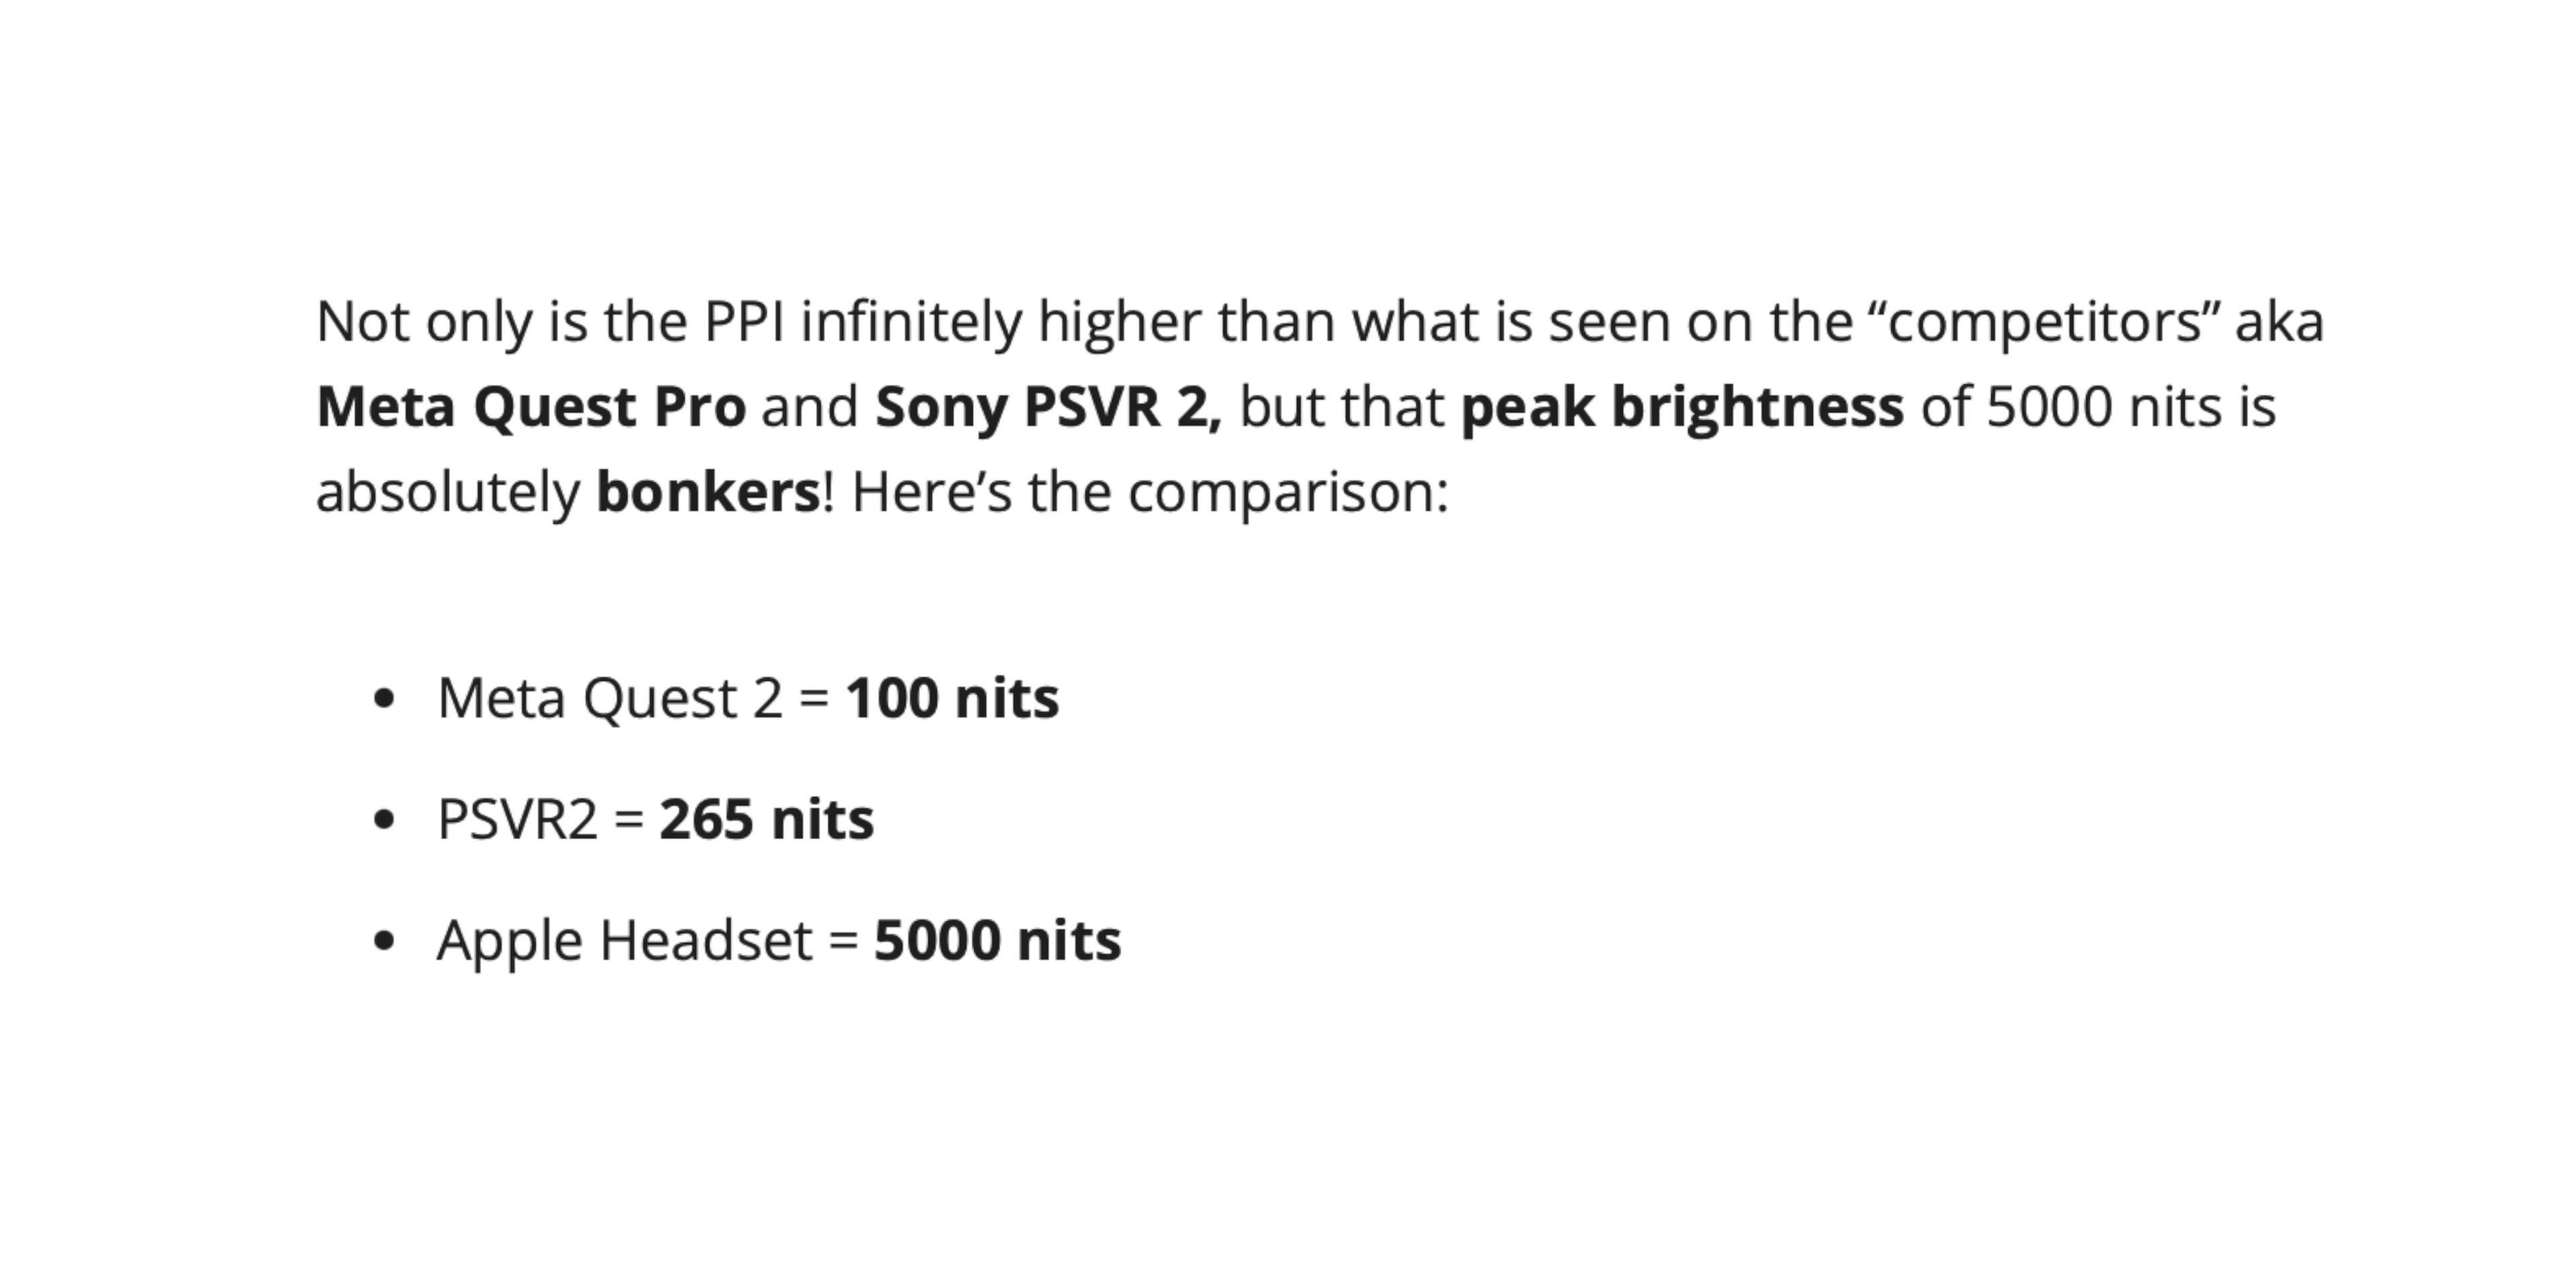 Not only is the PPI infinitely higher than what is seen on the “competitors” aka
Meta Quest Pro and Sony PSVR 2, but that peak brightness of 5000 nits is
absolutely bonkers! Here’s the comparison:
• Meta Quest 2 = 100 nits
• PSVR2 = 265 nits
• Apple Headset = 5000 nits